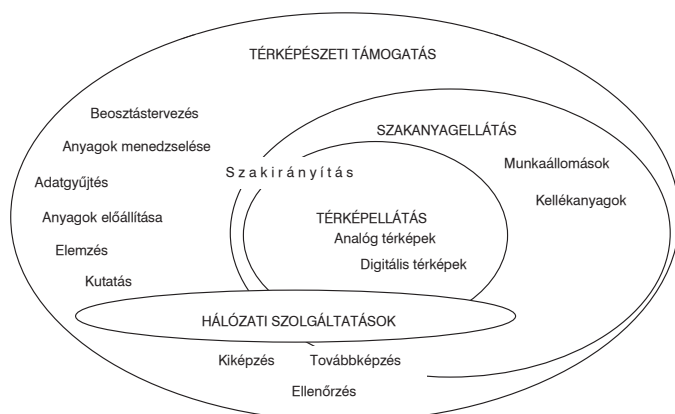 TÉRKÉPÉSZETI TÁMOGATÁS
Beosztástervezés
SZAKANYAGELLÁTÁS
Anyagok menedzselése
Munkaállomások
Szakirányítás
Adatgyűjtés
Kellékanyagok
Anyagok előállítása
TÉRKÉPELLÁTÁS
Analóg térképek
Elemzés
Digitális térképek
Kutatás
HÁLÓZATI SZOLGÁLTATÁSOK
Kiképzés Továbbképzés
Ellenőrzés